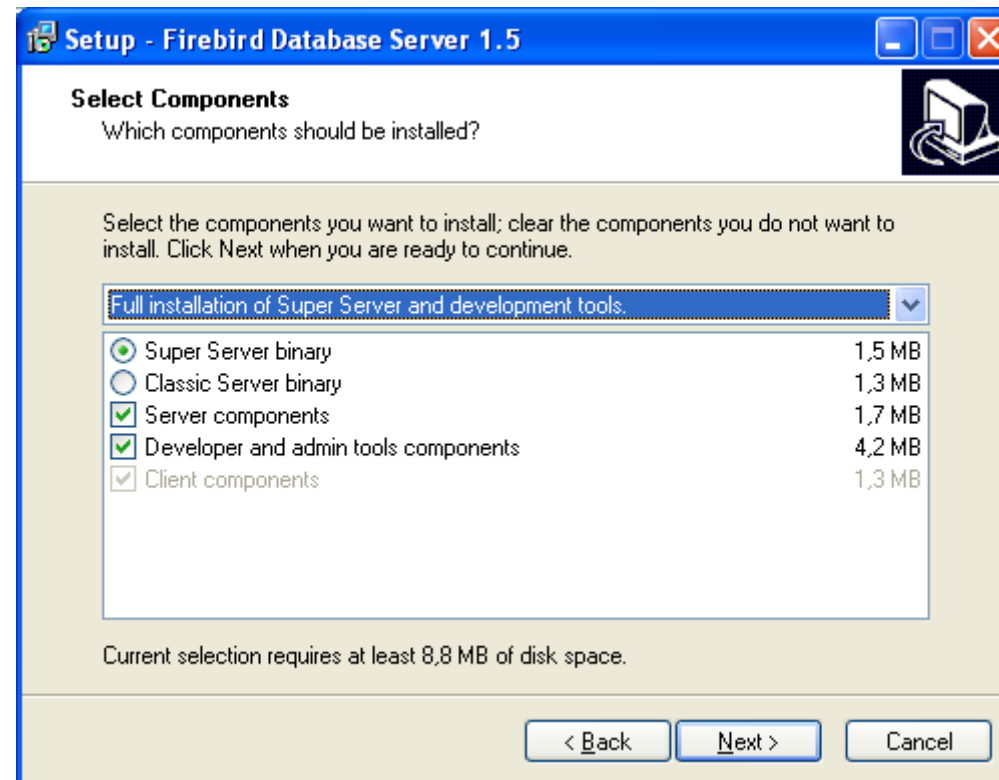 Setup - Firebird Database Server 1.5
Select Components
Which components should be installed?
Select the components you want to install; clear the components you do not want to
install. Click Next when you are ready to continue.
Full installation of Super Server and development tools.
Super Server binary 1,5 MB
Classic Server binary 1,3 MB
Server components 1,7 MB
Developer and admin tools components 4,2 MB
Client components 1,3 MB
Current selection requires at least 8,8 MB of disk space.
< Back Next > Cancel